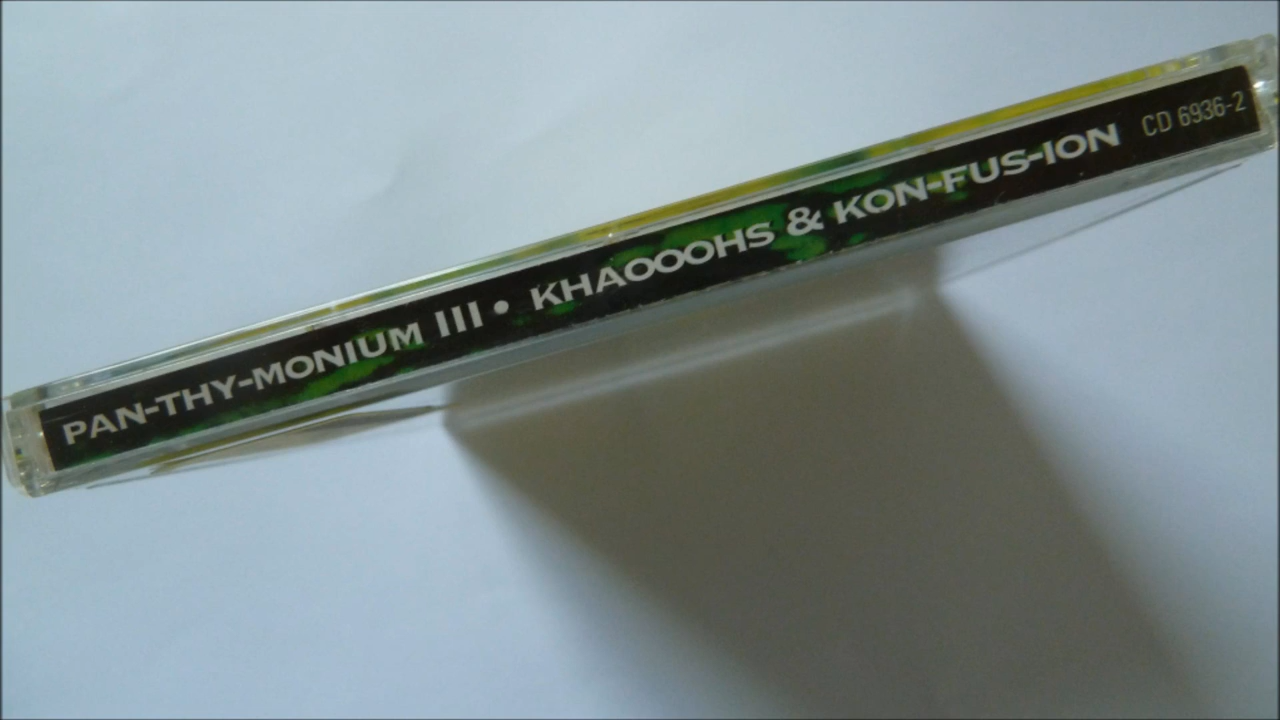 PAN-THY-MONIUM III • KHAOOOHS & KON-FUS-ION CD 6936-2